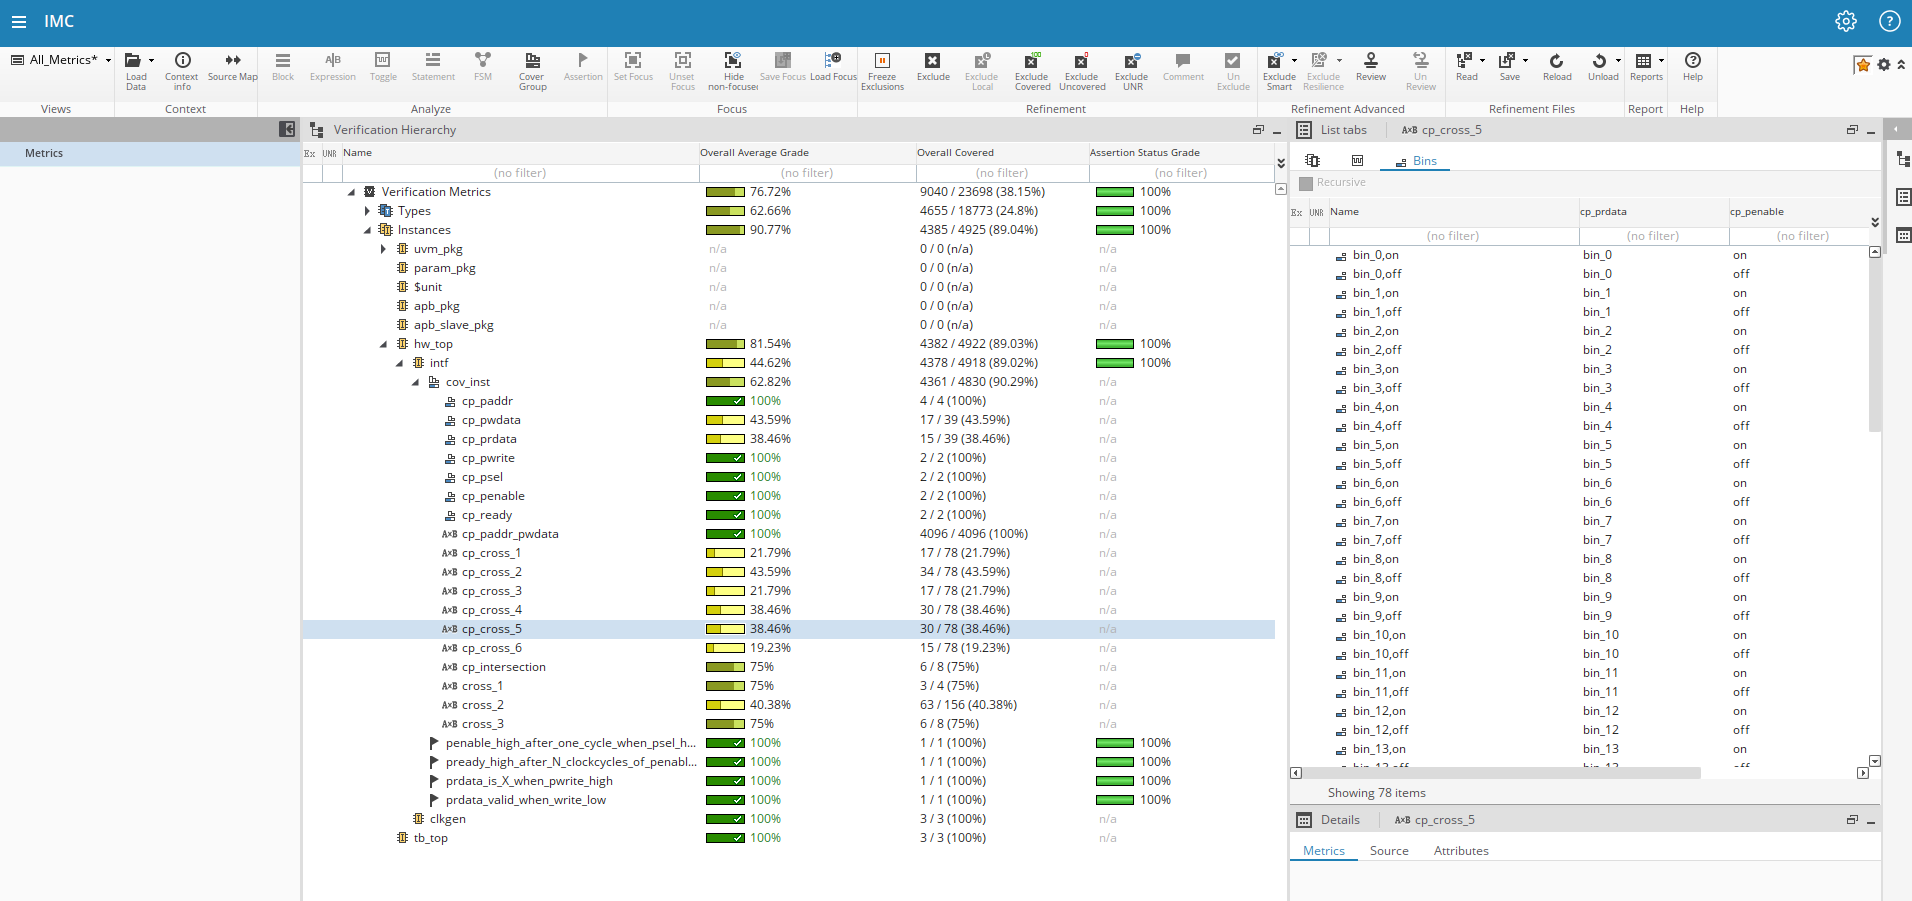 IMC
All_Metrics*
Load Data
Context info
Source Map
Block
Expression
Toggle
Statement
FSM
Cover Group
Assertion
Set Focus
Unset Focus
Hide non-focused
Save Focus
Load Focus
Freeze Exclusions
Exclude
Exclude Local
Exclude Covered
Exclude Uncovered
Exclude UNR
Comment
Un Exclude
Exclude Smart
Exclude Resilience
Review
Un Review
Read
Save
Reload
Unload
Reports
Help
Views Context Analyze Focus Refinement Refinement Advanced Refinement Files Report Help
Metrics
Verification Hierarchy
Ex UNR Name Overall Average Grade Overall Covered Assertion Status Grade
(no filter) (no filter) (no filter) (no filter)
Verification Metrics 76.72% 9040 / 23698 (38.15%) 100%
Types 62.66% 4655 / 18773 (24.8%) 100%
Instances 90.77% 4385 / 4925 (89.04%) 100%
uvm_pkg n/a 0 / 0 (n/a) n/a
param_pkg n/a 0 / 0 (n/a) n/a
$unit n/a 0 / 0 (n/a) n/a
apb_pkg n/a 0 / 0 (n/a) n/a
apb_slave_pkg n/a 0 / 0 (n/a) n/a
hw_top 81.54% 4382 / 4922 (89.03%) 100%
intf 44.62% 4378 / 4918 (89.02%) 100%
cov_inst 62.82% 4361 / 4830 (90.29%) n/a
cp_paddr 100% 4 / 4 (100%) n/a
cp_pwdata 43.59% 17 / 39 (43.59%) n/a
cp_prdata 38.46% 15 / 39 (38.46%) n/a
cp_pwrite 100% 2 / 2 (100%) n/a
cp_psel 100% 2 / 2 (100%) n/a
cp_penable 100% 2 / 2 (100%) n/a
cp_ready 100% 2 / 2 (100%) n/a
A×B cp_paddr_pwdata 100% 4096 / 4096 (100%) n/a
A×B cp_cross_1 21.79% 17 / 78 (21.79%) n/a
A×B cp_cross_2 43.59% 34 / 78 (43.59%) n/a
A×B cp_cross_3 21.79% 17 / 78 (21.79%) n/a
A×B cp_cross_4 38.46% 30 / 78 (38.46%) n/a
A×B cp_cross_5 38.46% 30 / 78 (38.46%) n/a
A×B cp_cross_6 19.23% 15 / 78 (19.23%) n/a
A×B cp_intersection 75% 6 / 8 (75%) n/a
A×B cross_1 75% 3 / 4 (75%) n/a
A×B cross_2 40.38% 63 / 156 (40.38%) n/a
A×B cross_3 75% 6 / 8 (75%) n/a
penable_high_after_one_cycle_when_psel_h... 100% 1 / 1 (100%) 100%
pready_high_after_N_clockcycles_of_penabl... 100% 1 / 1 (100%) 100%
prdata_is_X_when_pwrite_high 100% 1 / 1 (100%) 100%
prdata_valid_when_write_low 100% 1 / 1 (100%) 100%
clkgen 100% 3 / 3 (100%) n/a
tb_top 100% 3 / 3 (100%) n/a
List tabs A×B cp_cross_5
Bins
Recursive
Ex UNR Name cp_prdata cp_penable
(no filter) (no filter) (no filter)
bin_0,on bin_0 on
bin_0,off bin_0 off
bin_1,on bin_1 on
bin_1,off bin_1 off
bin_2,on bin_2 on
bin_2,off bin_2 off
bin_3,on bin_3 on
bin_3,off bin_3 off
bin_4,on bin_4 on
bin_4,off bin_4 off
bin_5,on bin_5 on
bin_5,off bin_5 off
bin_6,on bin_6 on
bin_6,off bin_6 off
bin_7,on bin_7 on
bin_7,off bin_7 off
bin_8,on bin_8 on
bin_8,off bin_8 off
bin_9,on bin_9 on
bin_9,off bin_9 off
bin_10,on bin_10 on
bin_10,off bin_10 off
bin_11,on bin_11 on
bin_11,off bin_11 off
bin_12,on bin_12 on
bin_12,off bin_12 off
bin_13,on bin_13 on
bin_13,off bin_13 off
Showing 78 items
Details A×B cp_cross_5
Metrics Source Attributes